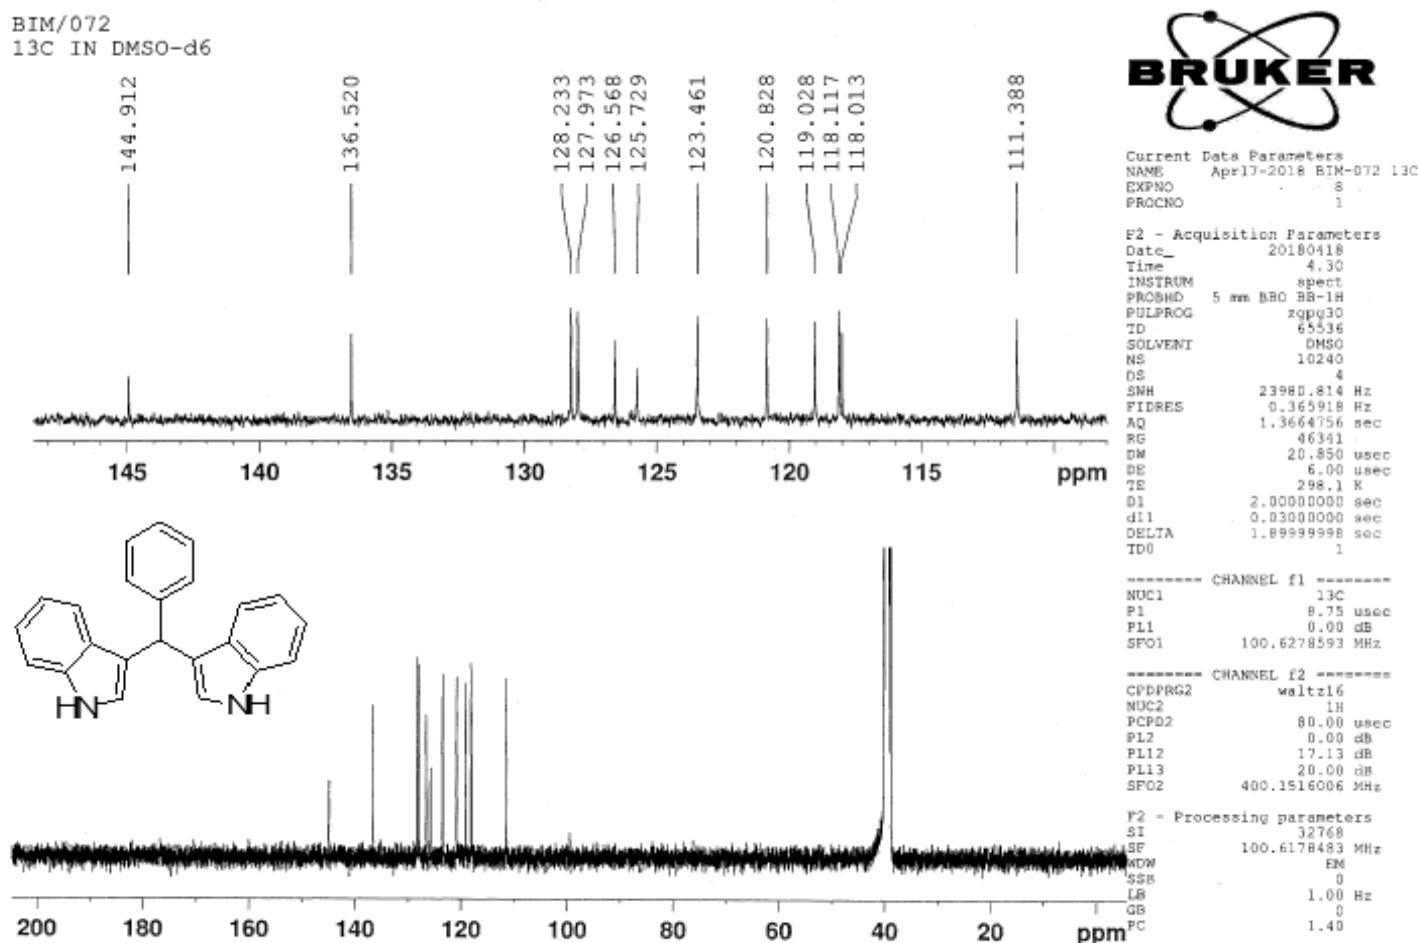 BIM/072
13C IN DMSO-d6
144.912
136.520
128.233
127.973
126.568
125.729
123.461
120.828
119.028
118.117
118.013
111.388
145 140 135 130 125 120 115 ppm
HN NH
200 180 160 140 120 100 80 60 40 20 ppm
BRUKER
Current Data Parameters
NAME Apr17-2018 BIM-072 13C
EXPNO 8
PROCNO 1
F2 - Acquisition Parameters
Date_ 20180418
Time 4.30
INSTRUM spect
PROBHD 5 mm BBO BB-1H
PULPROG zgpg30
TD 65536
SOLVENT DMSO
NS 10240
DS 4
SWH 23980.814 Hz
FIDRES 0.365918 Hz
AQ 1.3664756 sec
RG 46341
DW 20.850 usec
DE 6.00 usec
TE 298.1 K
D1 2.00000000 sec
d11 0.03000000 sec
DELTA 1.89999998 sec
TD0 1
======== CHANNEL f1 ========
NUC1 13C
P1 8.75 usec
PL1 0.00 dB
SFO1 100.6278593 MHz
======== CHANNEL f2 ========
CPDPRG2 waltz16
NUC2 1H
PCPD2 80.00 usec
PL2 0.00 dB
PL12 17.13 dB
PL13 20.00 dB
SFO2 400.1516006 MHz
F2 - Processing parameters
SI 32768
SF 100.6178483 MHz
WDW EM
SSB 0
LB 1.00 Hz
GB 0
PC 1.40